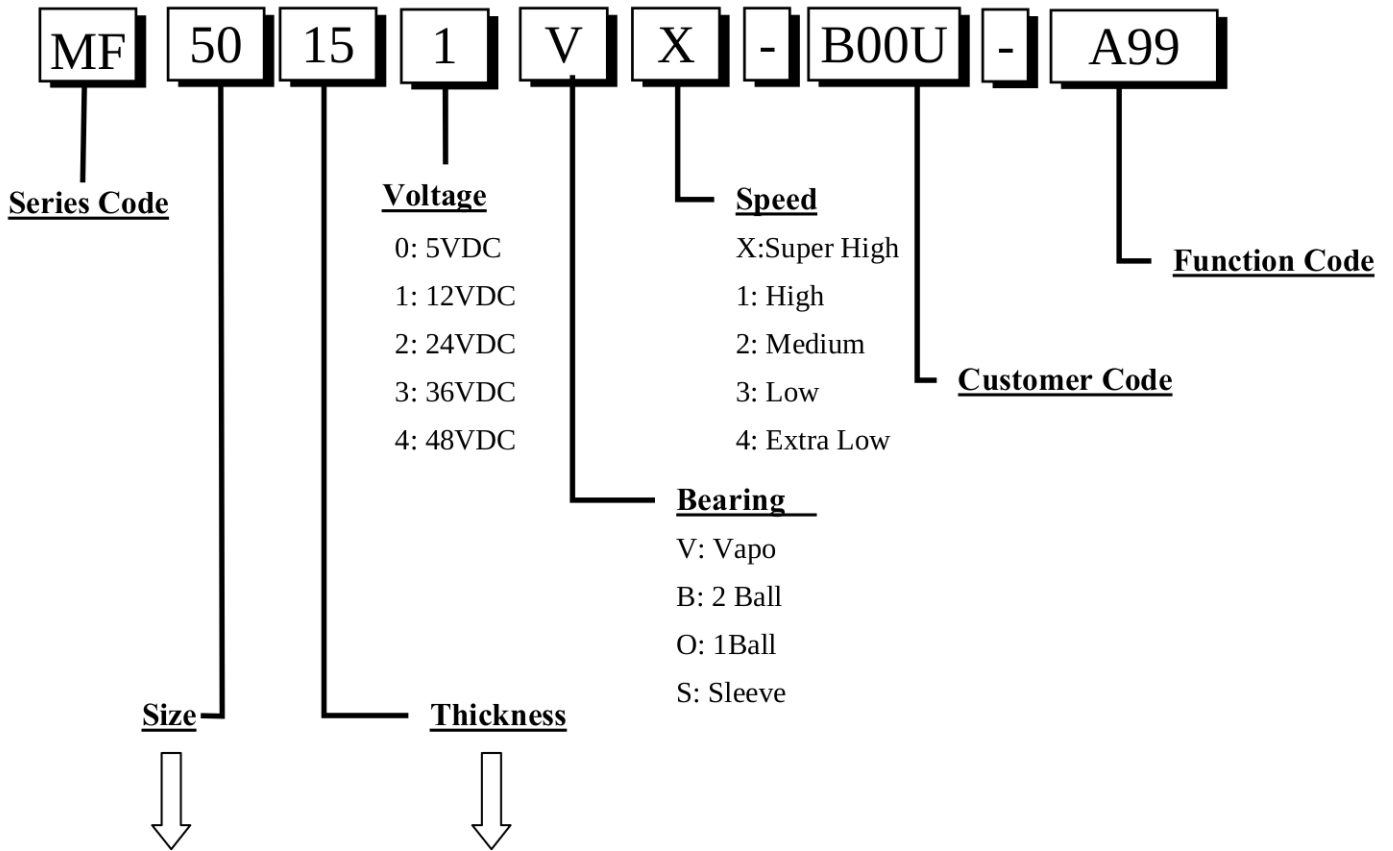 MF 50 15 1 V X - B00U - A99
Series Code
Voltage
0: 5VDC
1: 12VDC
2: 24VDC
3: 36VDC
4: 48VDC
Speed
X:Super High
1: High
2: Medium
3: Low
4: Extra Low
Function Code
Customer Code
Bearing
V: Vapo
B: 2 Ball
O: 1Ball
S: Sleeve
Size
Thickness